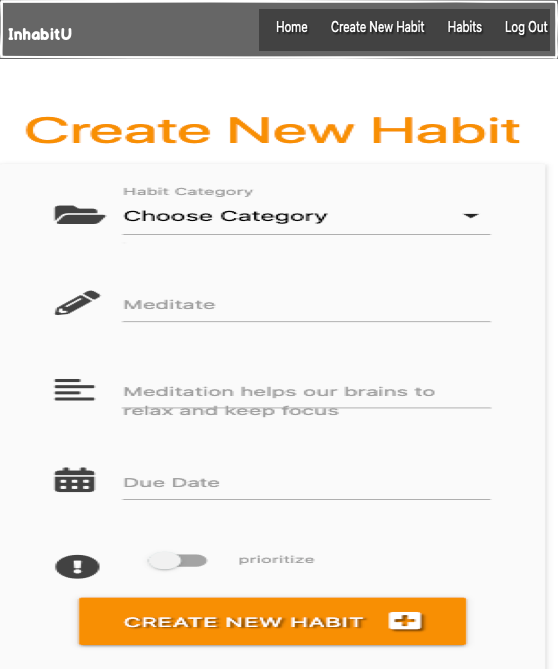 InhabitU
Home Create New Habit Habits Log Out
Create New Habit
Habit Category
Choose Category
Meditate
Meditation helps our brains to
relax and keep focus
Due Date
prioritize
CREATE NEW HABIT